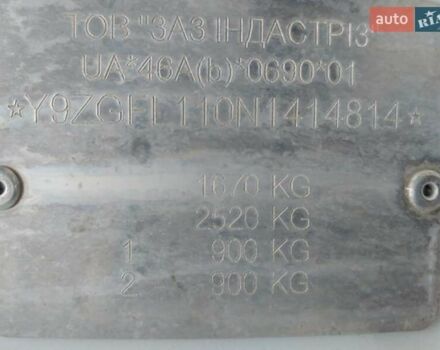 auto RIA
ТОВ "ЗАЗ ІНДАСТРІЗ"
UA*46A(b)*0690*01
*Y9ZGFL110N1414814*
1670 KG
2520 KG
1 900 KG
2 900 KG